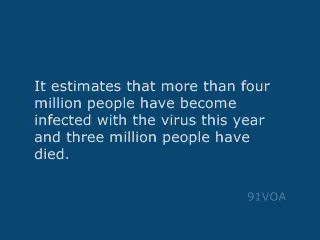 It estimates that more than four
million people have become
infected with the virus this year
and three million people have
died.
91VOA